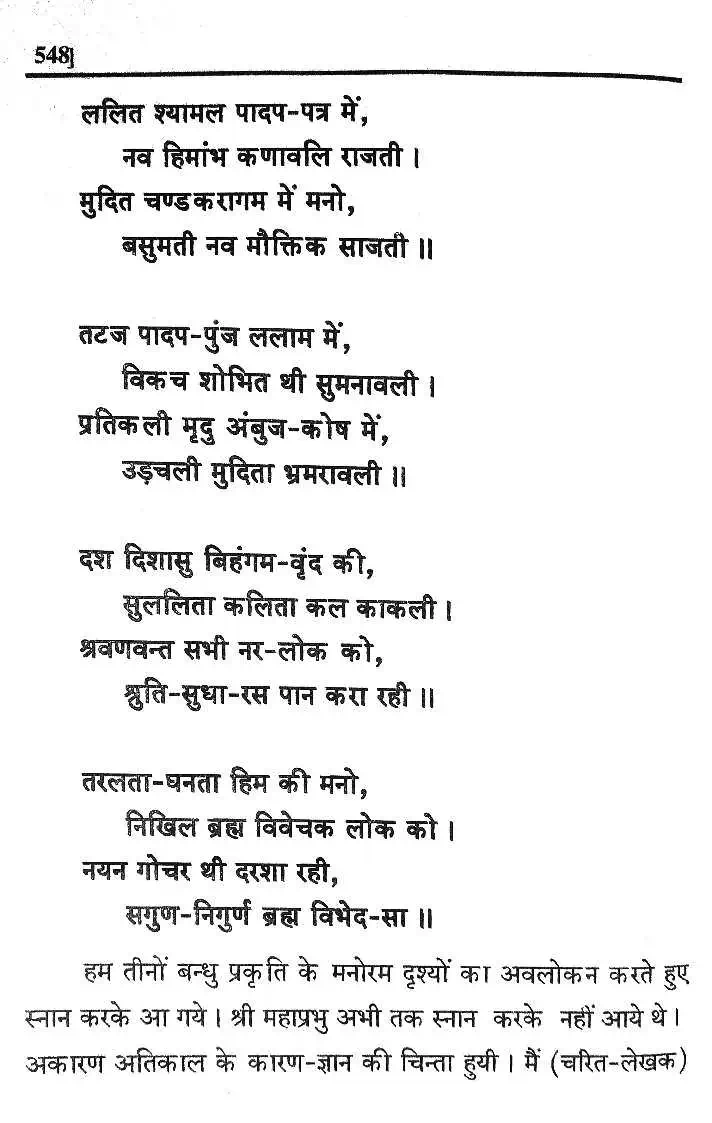 548]
ललित श्यामल पादप-पत्र में,
नव हिमांभ कणावलि राजती ।
मुदित चण्डकरागम में मनो,
बसुमती नव मौक्तिक साजती ॥
तटज पादप-पुंज ललाम में,
विकच शोभित थी सुमनावली ।
प्रतिकली मृदु अंबुज-कोष में,
उड़चली मुदिता भ्रमरावली ॥
दश दिशासु बिहंगम-वृंद की,
सुललिता कलिता कल काकली ।
श्रवणवन्त सभी नर-लोक को,
श्रुति-सुधा-रस पान करा रही ॥
तरलता-घनता हिम की मनो,
निखिल ब्रह्म विवेचक लोक को ।
नयन गोचर थी दरशा रही,
सगुण-निगुर्ण ब्रह्म विभेद-सा ॥
हम तीनों बन्धु प्रकृति के मनोरम दृश्यों का अवलोकन करते हुए
स्नान करके आ गये । श्री महाप्रभु अभी तक स्नान करके नहीं आये थे ।
अकारण अतिकाल के कारण-ज्ञान की चिन्ता हुयी । मैं (चरित-लेखक)